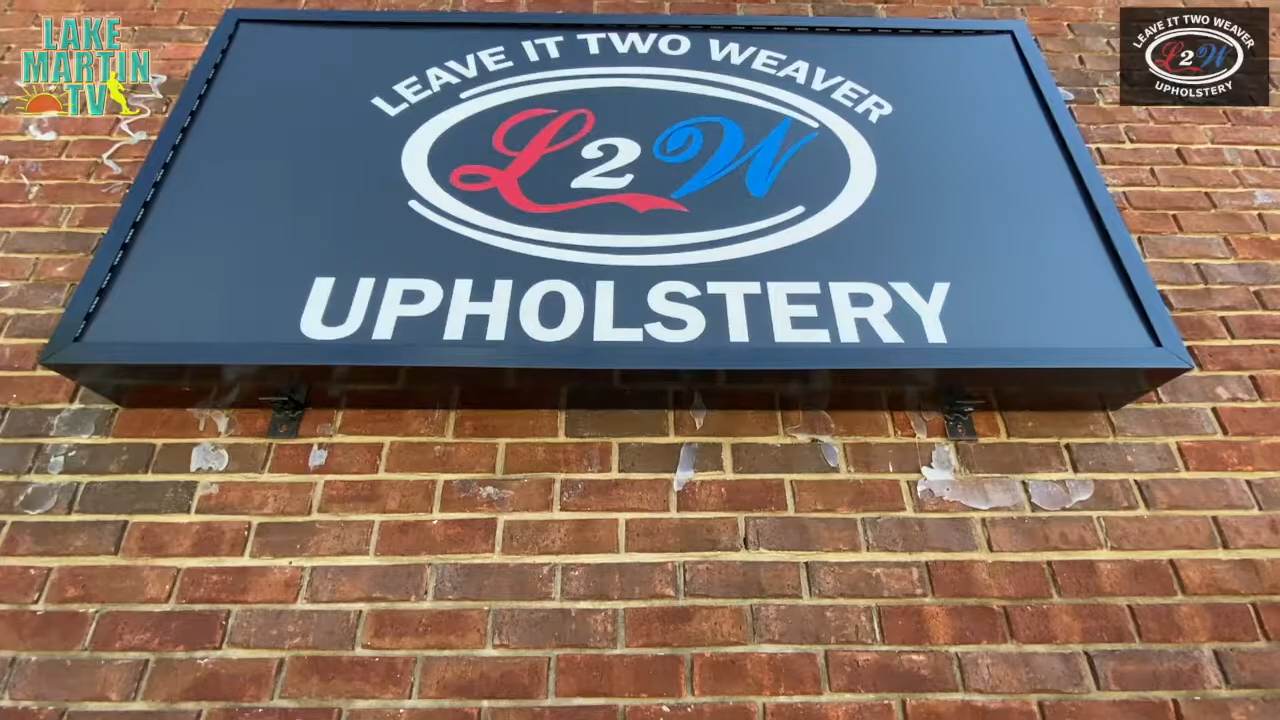 LAKE
MARTIN
TV
LEAVE IT TWO WEAVER
L2W
UPHOLSTERY
LEAVE IT TWO WEAVER
L2W
UPHOLSTERY